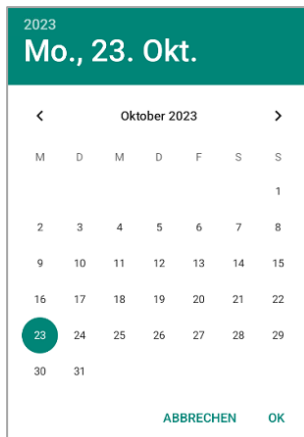 2023
Mo., 23. Okt.
Oktober 2023
M D M D F S S
1
2 3 4 5 6 7 8
9 10 11 12 13 14 15
16 17 18 19 20 21 22
23 24 25 26 27 28 29
30 31
ABBRECHEN OK